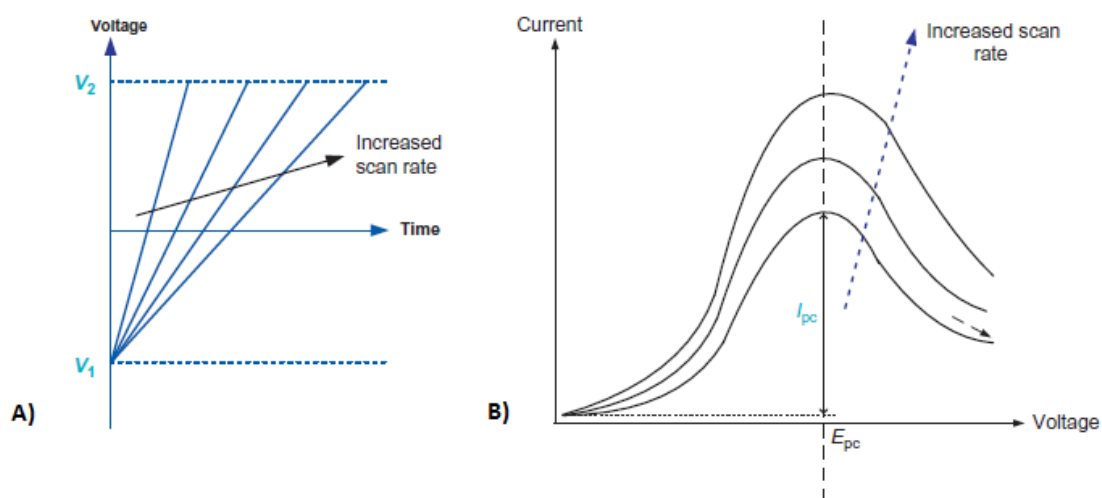 Voltage
V2
Increased
scan rate
Time
V1
A)
Current
Increased scan
rate
Ipc
B)
Voltage
Epc